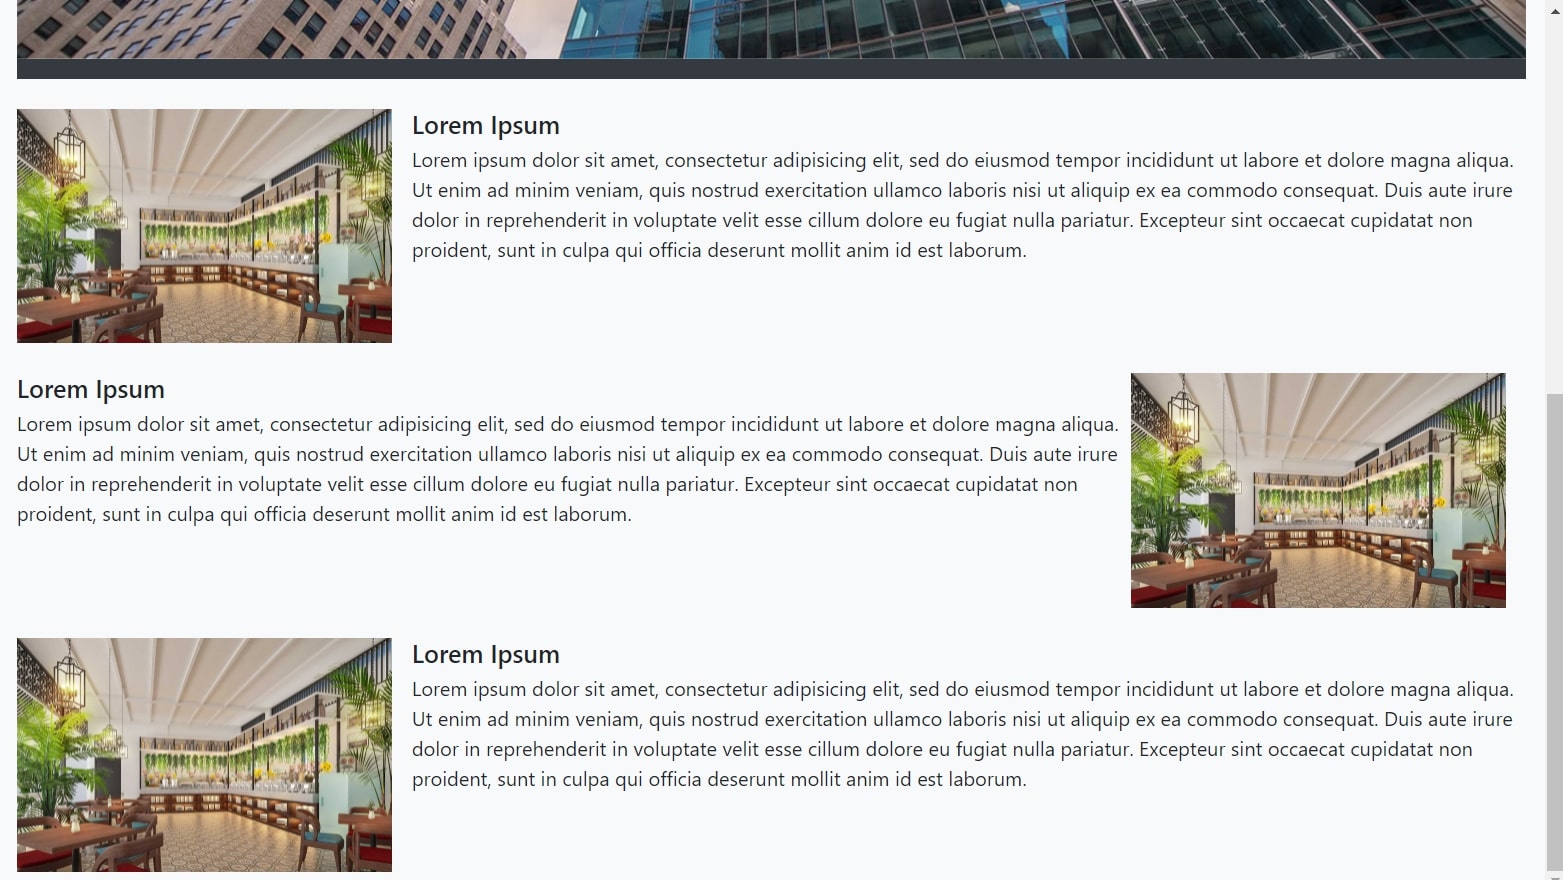 Lorem Ipsum
Lorem ipsum dolor sit amet, consectetur adipisicing elit, sed do eiusmod tempor incididunt ut labore et dolore magna aliqua.
Ut enim ad minim veniam, quis nostrud exercitation ullamco laboris nisi ut aliquip ex ea commodo consequat. Duis aute irure
dolor in reprehenderit in voluptate velit esse cillum dolore eu fugiat nulla pariatur. Excepteur sint occaecat cupidatat non
proident, sunt in culpa qui officia deserunt mollit anim id est laborum.
Lorem Ipsum
Lorem ipsum dolor sit amet, consectetur adipisicing elit, sed do eiusmod tempor incididunt ut labore et dolore magna aliqua.
Ut enim ad minim veniam, quis nostrud exercitation ullamco laboris nisi ut aliquip ex ea commodo consequat. Duis aute irure
dolor in reprehenderit in voluptate velit esse cillum dolore eu fugiat nulla pariatur. Excepteur sint occaecat cupidatat non
proident, sunt in culpa qui officia deserunt mollit anim id est laborum.
Lorem Ipsum
Lorem ipsum dolor sit amet, consectetur adipisicing elit, sed do eiusmod tempor incididunt ut labore et dolore magna aliqua.
Ut enim ad minim veniam, quis nostrud exercitation ullamco laboris nisi ut aliquip ex ea commodo consequat. Duis aute irure
dolor in reprehenderit in voluptate velit esse cillum dolore eu fugiat nulla pariatur. Excepteur sint occaecat cupidatat non
proident, sunt in culpa qui officia deserunt mollit anim id est laborum.